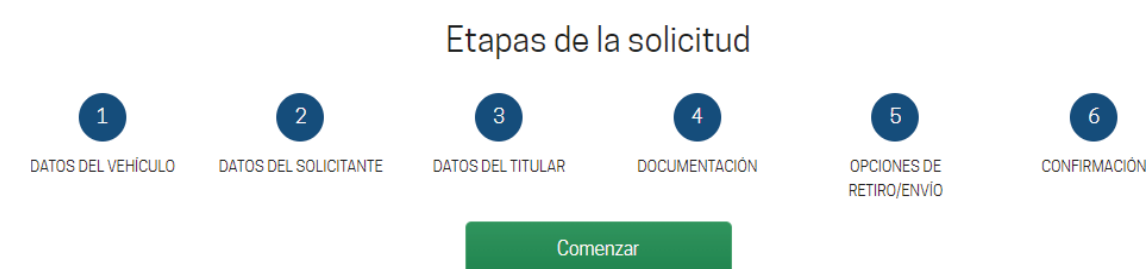 Etapas de la solicitud
1 2 3 4 5 6
DATOS DEL VEHÍCULO DATOS DEL SOLICITANTE DATOS DEL TITULAR DOCUMENTACIÓN OPCIONES DE CONFIRMACIÓN
RETIRO/ENVÍO
Comenzar